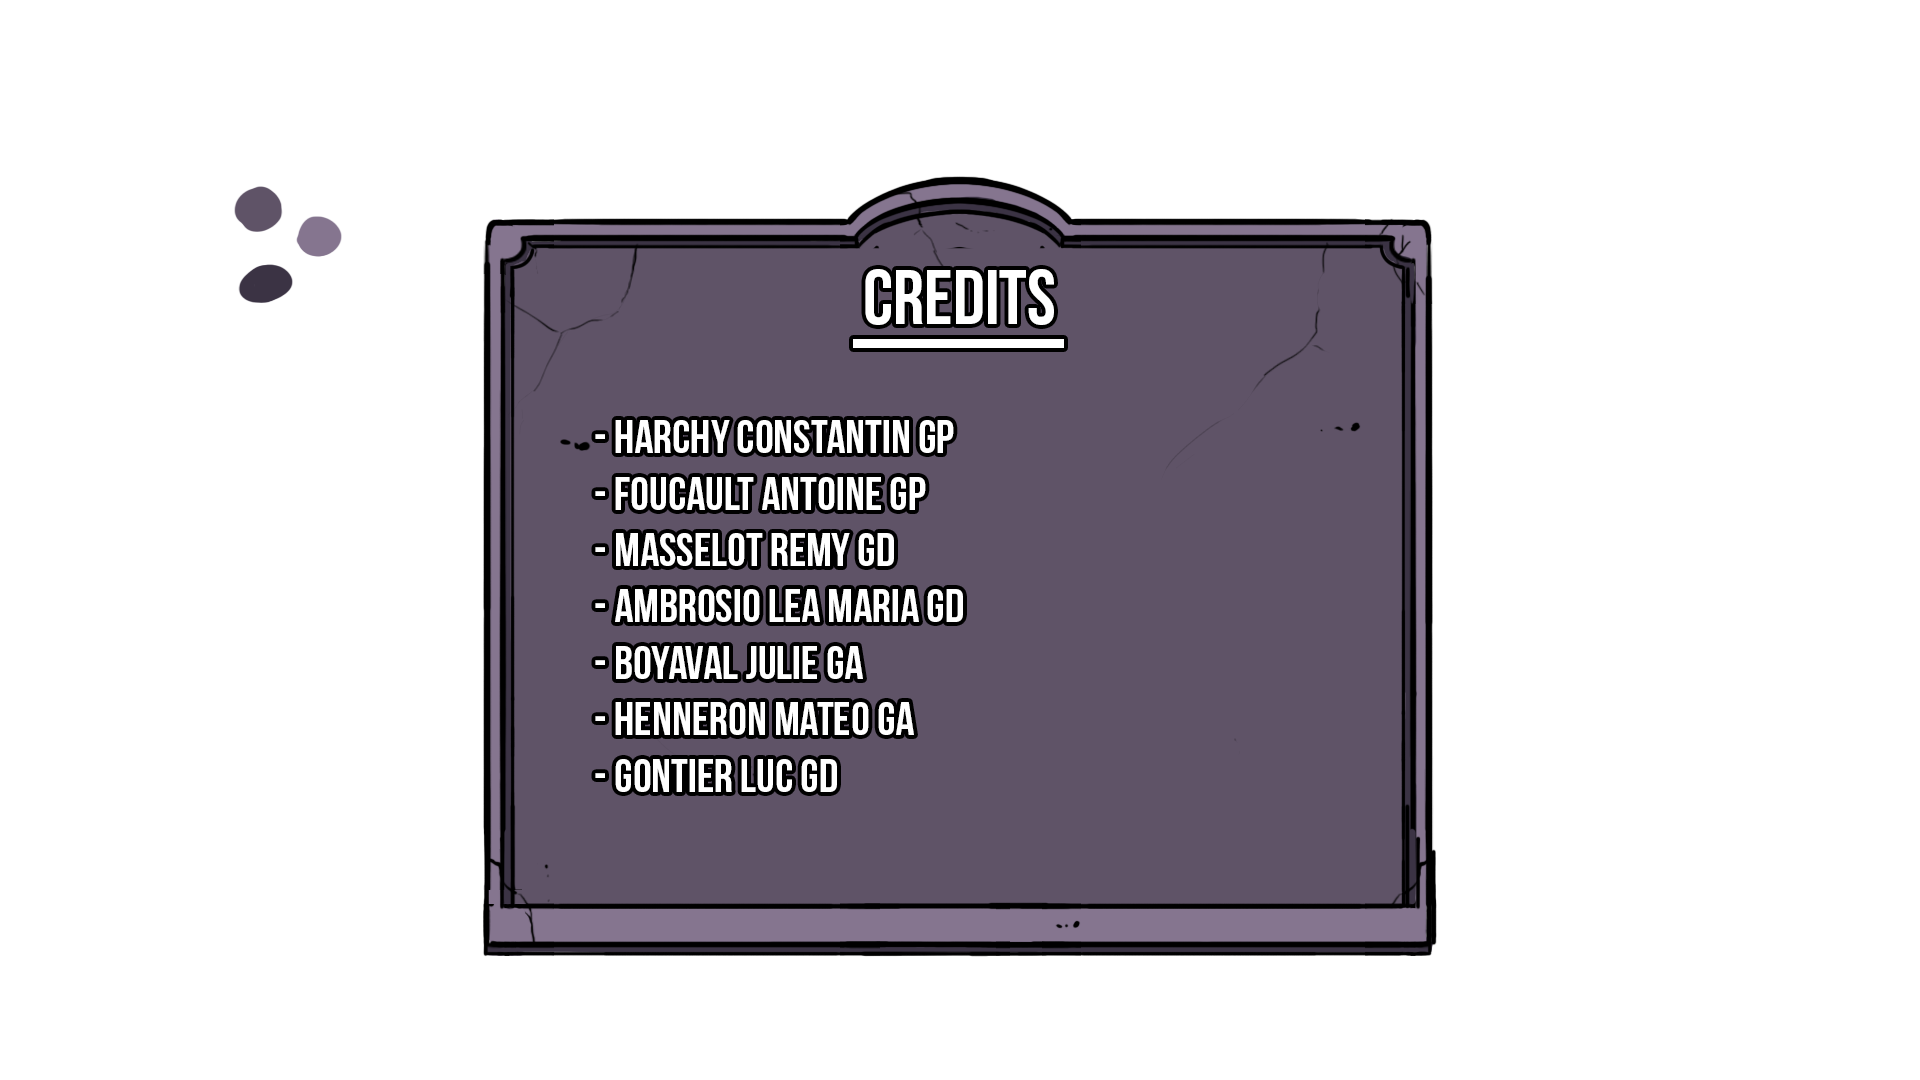 CREDITS
- HARCHY CONSTANTIN GP
- FOUCAULT ANTOINE GP
- MASSELOT REMY GD
- AMBROSIO LEA MARIA GD
- BOYAVAL JULIE GA
- HENNERON MATEO GA
- GONTIER LUC GD